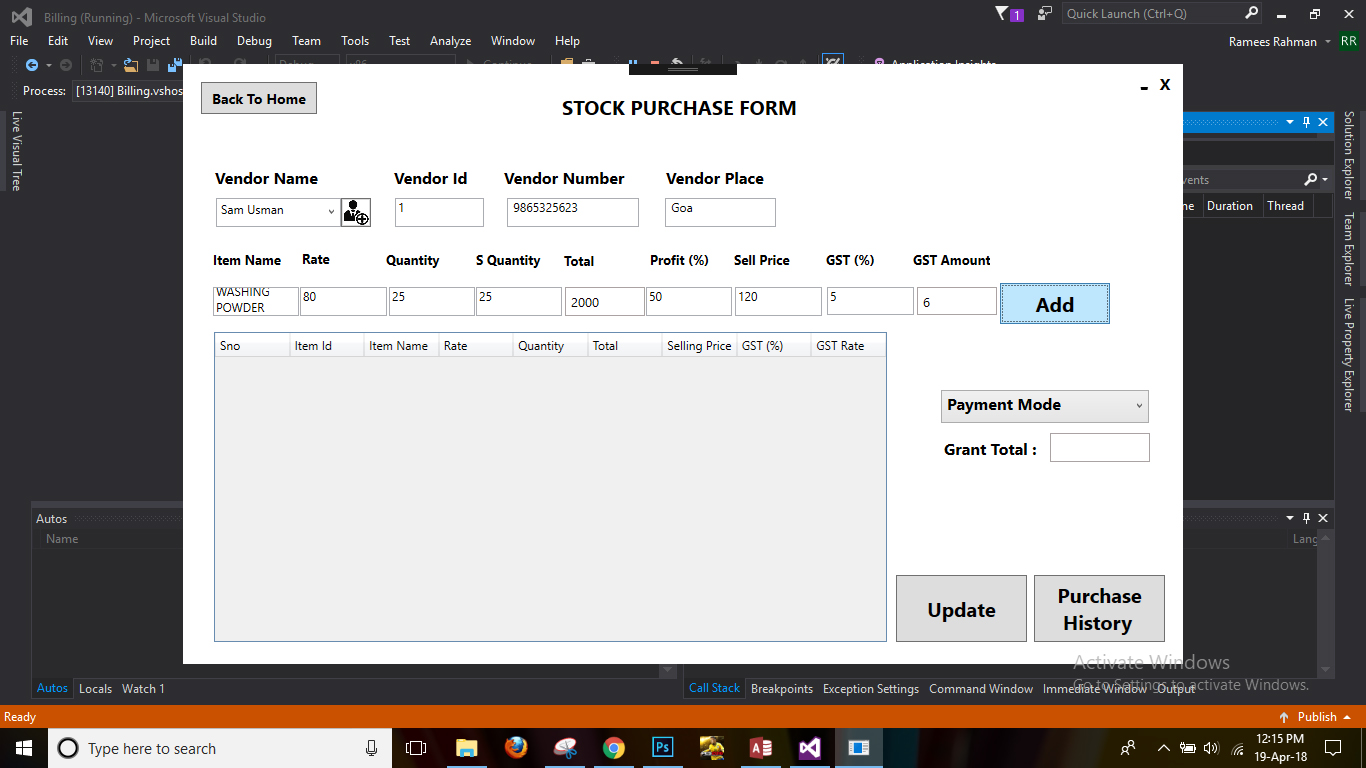 Billing (Running) - Microsoft Visual Studio
1
Quick Launch (Ctrl+Q)
File Edit View Project Build Debug Team Tools Test Analyze Window Help
Ramees Rahman RR
Process: [13140] Billing.vshos
Live Visual Tree
Back To Home
STOCK PURCHASE FORM
X
Vendor Name Vendor Id Vendor Number Vendor Place
Sam Usman 1 9865325623 Goa
Item Name Rate Quantity S Quantity Total Profit (%) Sell Price GST (%) GST Amount
WASHING
POWDER 80 25 25 2000 50 120 5 6 Add
Sno Item Id Item Name Rate Quantity Total Selling Price GST (%) GST Rate
Payment Mode
Grant Total :
Update
Purchase
History
Duration Thread
Solution Explorer
Team Explorer
Live Property Explorer
Autos
Name
Lang
Autos Locals Watch 1
Call Stack Breakpoints Exception Settings Command Window Immediate Window Output
Activate Windows
Go to Settings to activate Windows.
Ready
Publish
Type here to search
Ps
12:15 PM
19-Apr-18